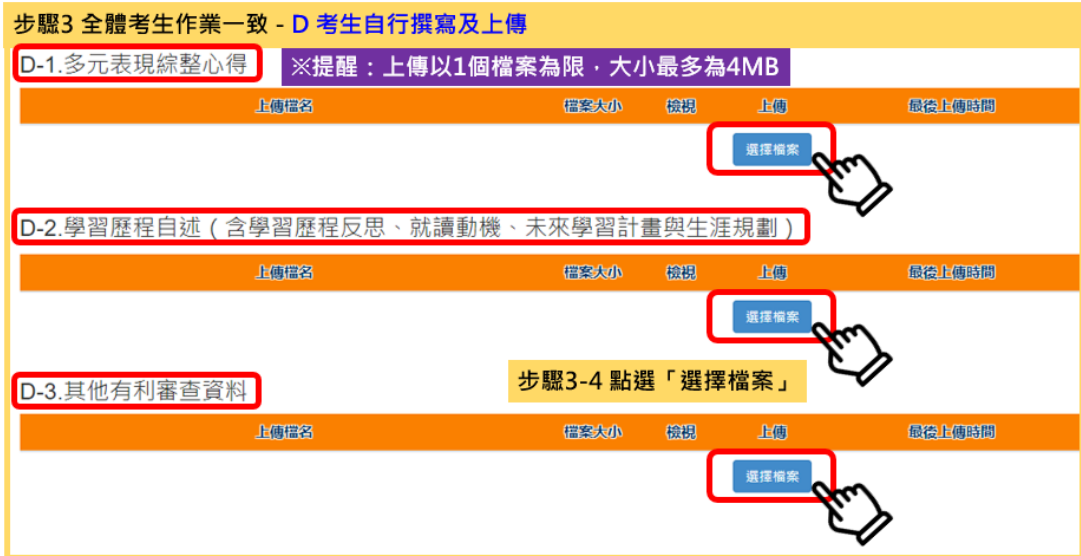 步驟3 全體考生作業一致 - D 考生自行撰寫及上傳
D-1.多元表現綜整心得
※提醒：上傳以1個檔案為限，大小最多為4MB
上傳檔名 檔案大小 檢視 上傳 最後上傳時間
選擇檔案
D-2.學習歷程自述（含學習歷程反思、就讀動機、未來學習計畫與生涯規劃）
上傳檔名 檔案大小 檢視 上傳 最後上傳時間
選擇檔案
步驟3-4 點選「選擇檔案」
D-3.其他有利審查資料
上傳檔名 檔案大小 檢視 上傳 最後上傳時間
選擇檔案